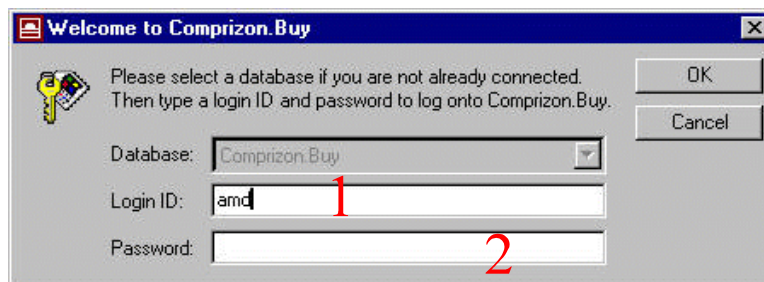 Welcome to Comprizon.Buy
Please select a database if you are not already connected.
Then type a login ID and password to log onto Comprizon.Buy.
OK
Cancel
Database: Comprizon.Buy
Login ID: amd 1
Password: 2